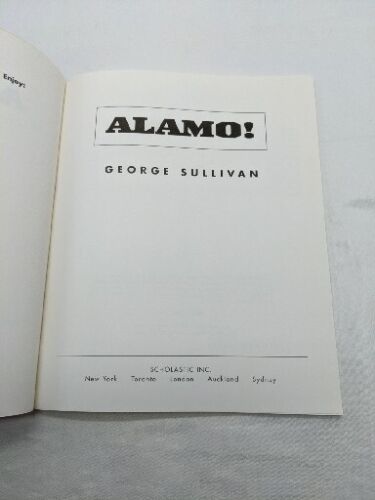 Enjoy:
ALAMO!
GEORGE SULLIVAN
SCHOLASTIC INC.
New York Toronto London Auckland Sydney